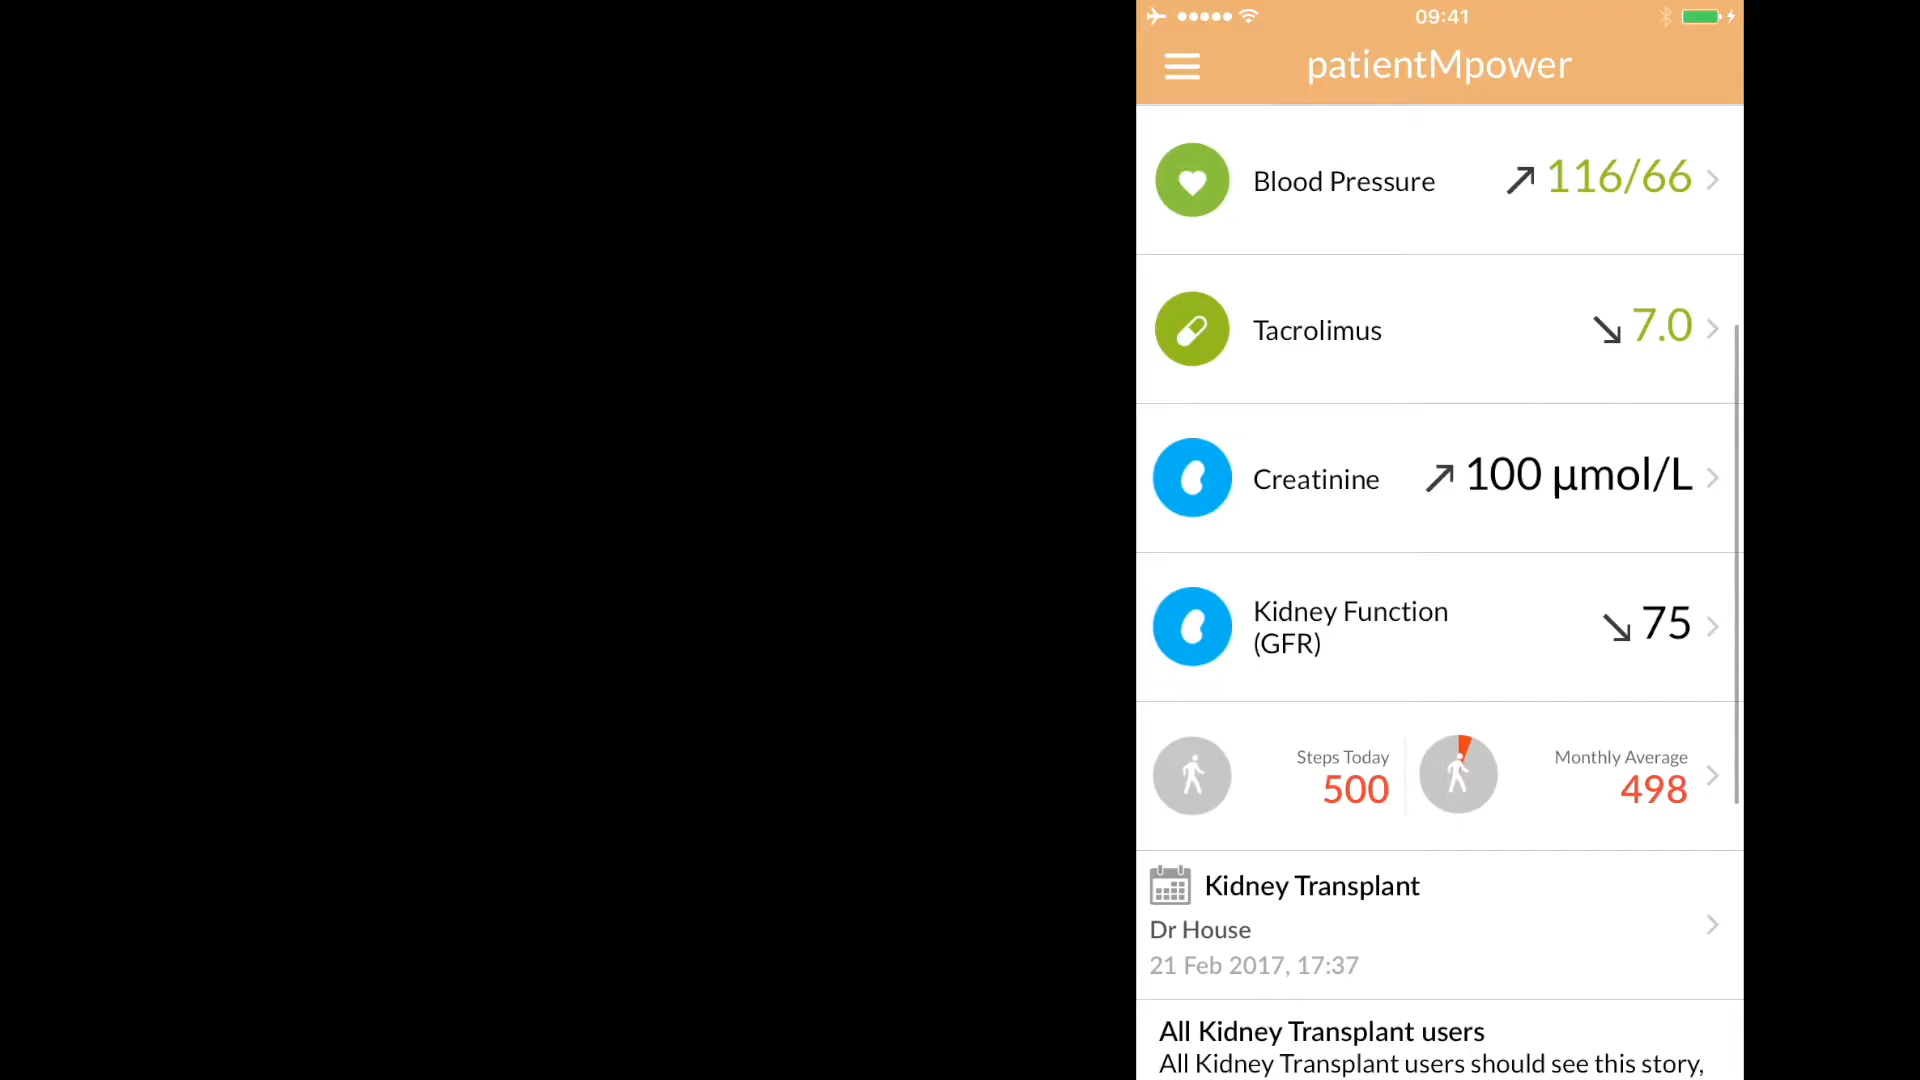 09:41
patientMpower
Blood Pressure 116/66
Tacrolimus 7.0
Creatinine 100 µmol/L
Kidney Function
(GFR)
75
Steps Today
500
Monthly Average
498
Kidney Transplant
Dr House
21 Feb 2017, 17:37
All Kidney Transplant users
All Kidney Transplant users should see this story,